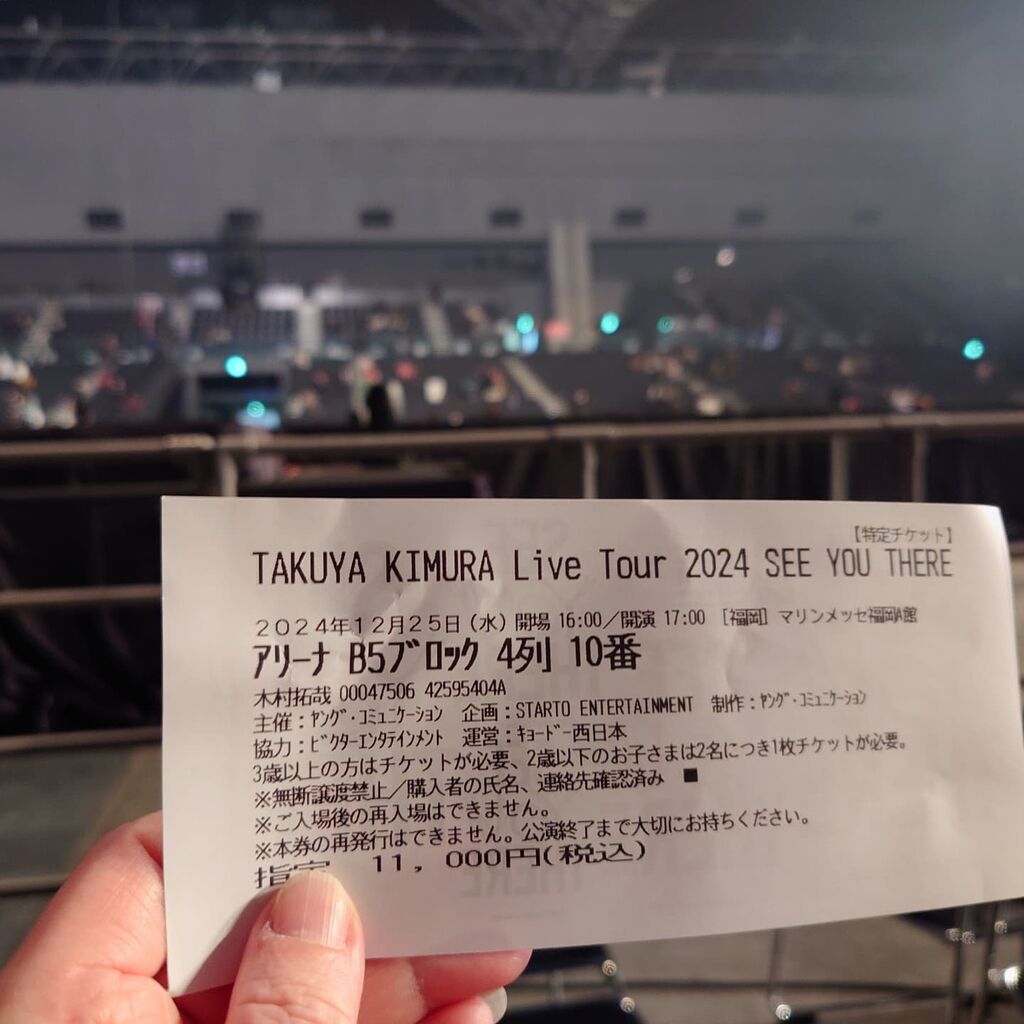 【特定チケット】
TAKUYA KIMURA Live Tour 2024 SEE YOU THERE
2024年12月25日(水)開場 16:00/開演 17:00 [福岡] マリンメッセ福岡A館
アリーナ B5ブロック 4列 10番
木村拓哉 00047506 42595404A
主催:ヤング・コミュニケーション 企画:STARTO ENTERTAINMENT 制作:ヤング・コミュニケーション
協力:ビクターエンタテインメント 運営:キョードー西日本
3歳以上の方はチケットが必要、2歳以下のお子さまは2名につき1枚チケットが必要。
※無断譲渡禁止/購入者の氏名、連絡先確認済み ■
※ご入場後の再入場はできません。
※本券の再発行はできません。公演終了まで大切にお持ちください。
指定 11,000円(税込)